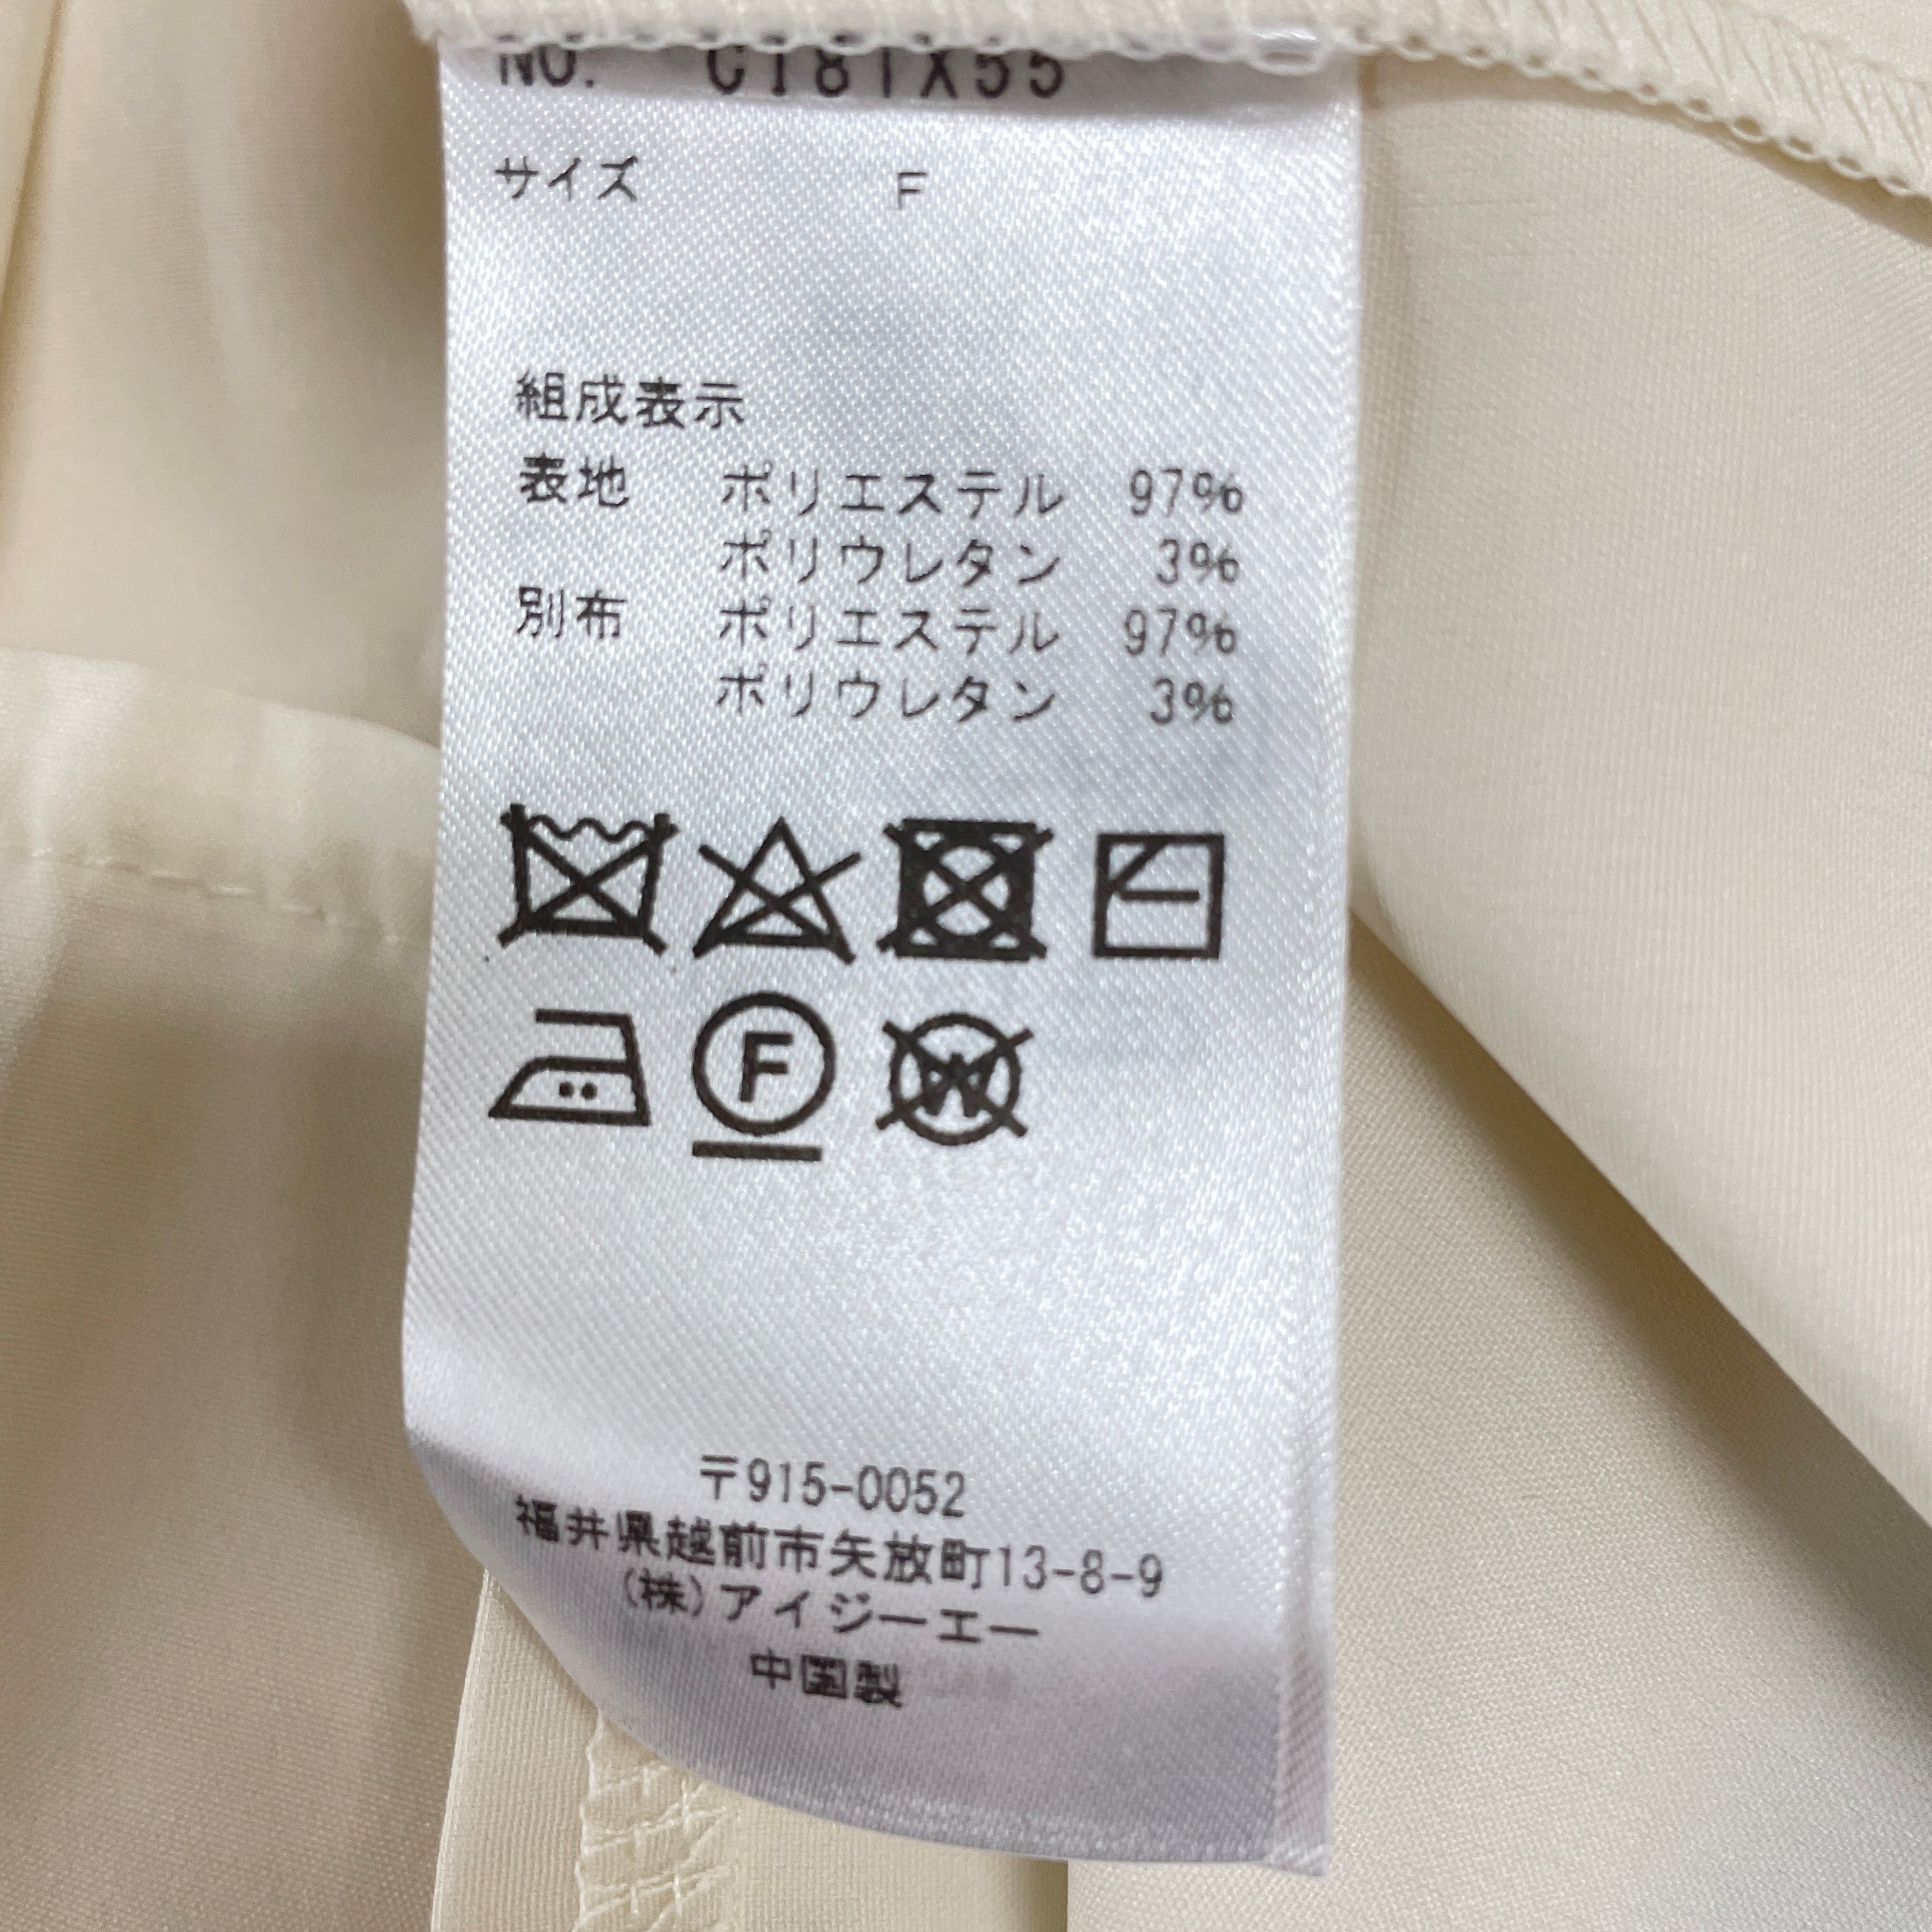 NO. C181X55
サイズ F
組成表示
表地 ポリエステル 97%
ポリウレタン 3%
別布 ポリエステル 97%
ポリウレタン 3%
F
W
〒915-0052
福井県越前市矢放町13-8-9
(株)アイジーエー
中国製